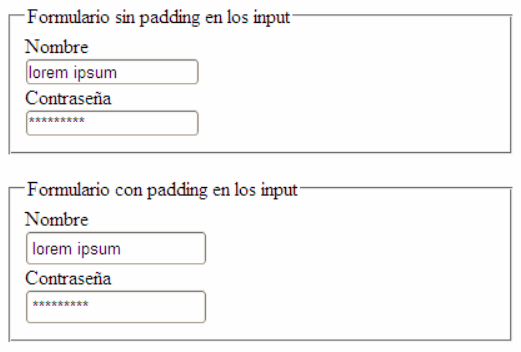 Formulario sin padding en los input
Nombre
lorem ipsum
Contraseña
*********
Formulario con padding en los input
Nombre
lorem ipsum
Contraseña
*********